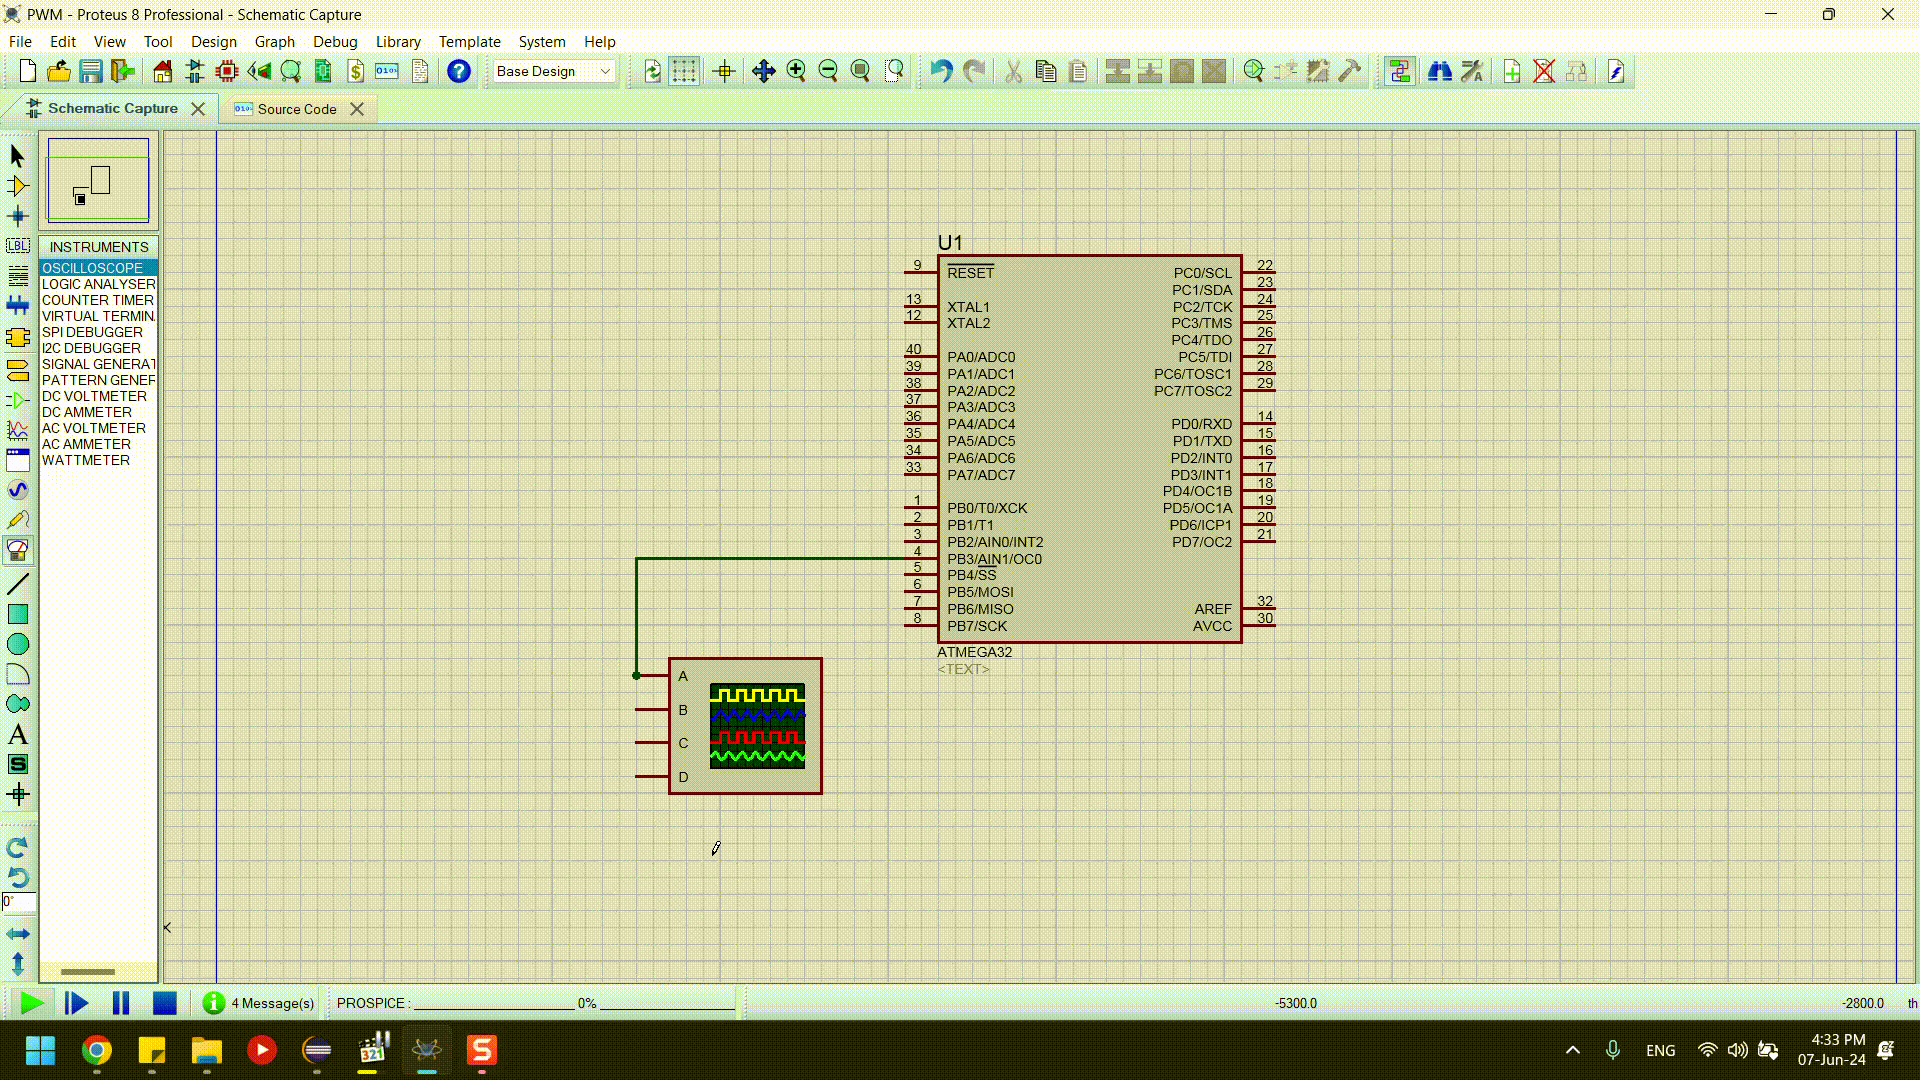 PWM - Proteus 8 Professional - Schematic Capture
File Edit View Tool Design Graph Debug Library Template System Help
Base Design
Schematic Capture
Source Code
INSTRUMENTS
OSCILLOSCOPE
LOGIC ANALYSER
COUNTER TIMER
VIRTUAL TERMIN
SPI DEBUGGER
I2C DEBUGGER
SIGNAL GENERAT
PATTERN GENER
DC VOLTMETER
DC AMMETER
AC VOLTMETER
AC AMMETER
WATTMETER
LBL
A
S
0°
U1
9 RESET PC0/SCL 22
PC1/SDA 23
13 XTAL1 PC2/TCK 24
12 XTAL2 PC3/TMS 25
PC4/TDO 26
40 PA0/ADC0 PC5/TDI 27
39 PA1/ADC1 PC6/TOSC1 28
38 PA2/ADC2 PC7/TOSC2 29
37 PA3/ADC3
36 PA4/ADC4 PD0/RXD 14
35 PA5/ADC5 PD1/TXD 15
34 PA6/ADC6 PD2/INT0 16
33 PA7/ADC7 PD3/INT1 17
PD4/OC1B 18
1 PB0/T0/XCK PD5/OC1A 19
2 PB1/T1 PD6/ICP1 20
3 PB2/AIN0/INT2 PD7/OC2 21
4 PB3/AIN1/OC0
5 PB4/SS
6 PB5/MOSI
7 PB6/MISO AREF 32
8 PB7/SCK AVCC 30
ATMEGA32
<TEXT>
A
B
C
D
4 Message(s) PROSPICE : 0% -5300.0 -2800.0 th
321
S
ENG
4:33 PM
07-Jun-24